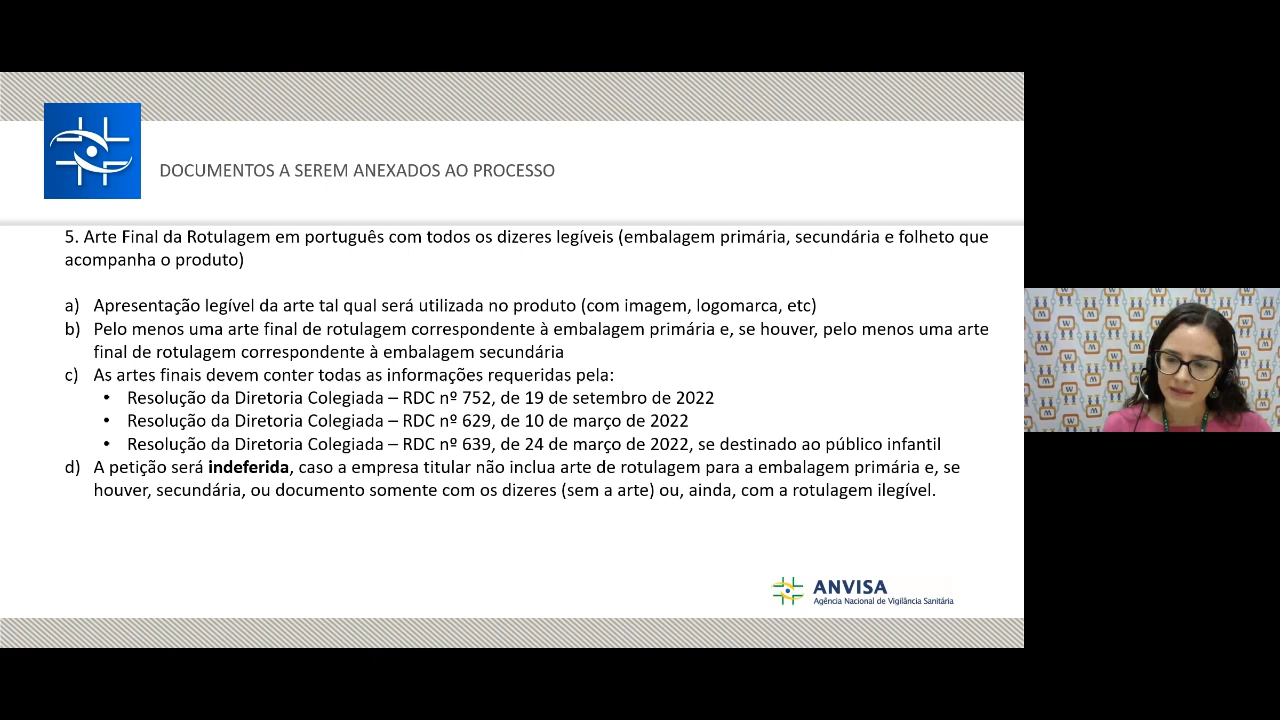 DOCUMENTOS A SEREM ANEXADOS AO PROCESSO
5. Arte Final da Rotulagem em português com todos os dizeres legíveis (embalagem primária, secundária e folheto que
acompanha o produto)
a) Apresentação legível da arte tal qual será utilizada no produto (com imagem, logomarca, etc)
b) Pelo menos uma arte final de rotulagem correspondente à embalagem primária e, se houver, pelo menos uma arte
final de rotulagem correspondente à embalagem secundária
c) As artes finais devem conter todas as informações requeridas pela:
• Resolução da Diretoria Colegiada – RDC nº 752, de 19 de setembro de 2022
• Resolução da Diretoria Colegiada – RDC nº 629, de 10 de março de 2022
• Resolução da Diretoria Colegiada – RDC nº 639, de 24 de março de 2022, se destinado ao público infantil
d) A petição será indeferida, caso a empresa titular não inclua arte de rotulagem para a embalagem primária e, se
houver, secundária, ou documento somente com os dizeres (sem a arte) ou, ainda, com a rotulagem ilegível.
ANVISA
Agência Nacional de Vigilância Sanitária